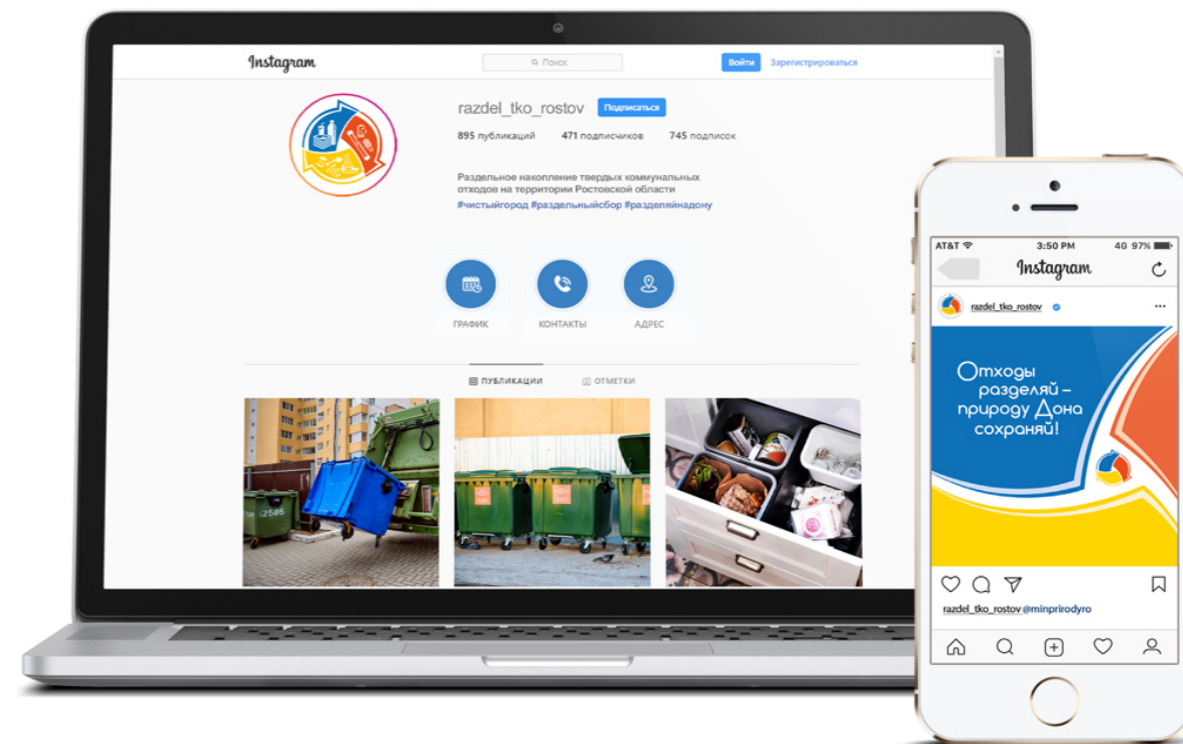 Instagram
Поиск
Войти Зарегистрироваться
razdel_tko_rostov Подписаться
895 публикаций 471 подписчиков 745 подписок
Раздельное накопление твердых коммунальных
отходов на территории Ростовской области
#чистыйгород #раздельныйсбор #разделяйнадону
ГРАФИК КОНТАКТЫ АДРЕС
ПУБЛИКАЦИИ ОТМЕТКИ
42585
AT&T 3:50 PM 4G 97%
Instagram
razdel_tko_rostov
Отходы
разделяй –
природу Дона
сохраняй!
razdel_tko_rostov @minprirodyro